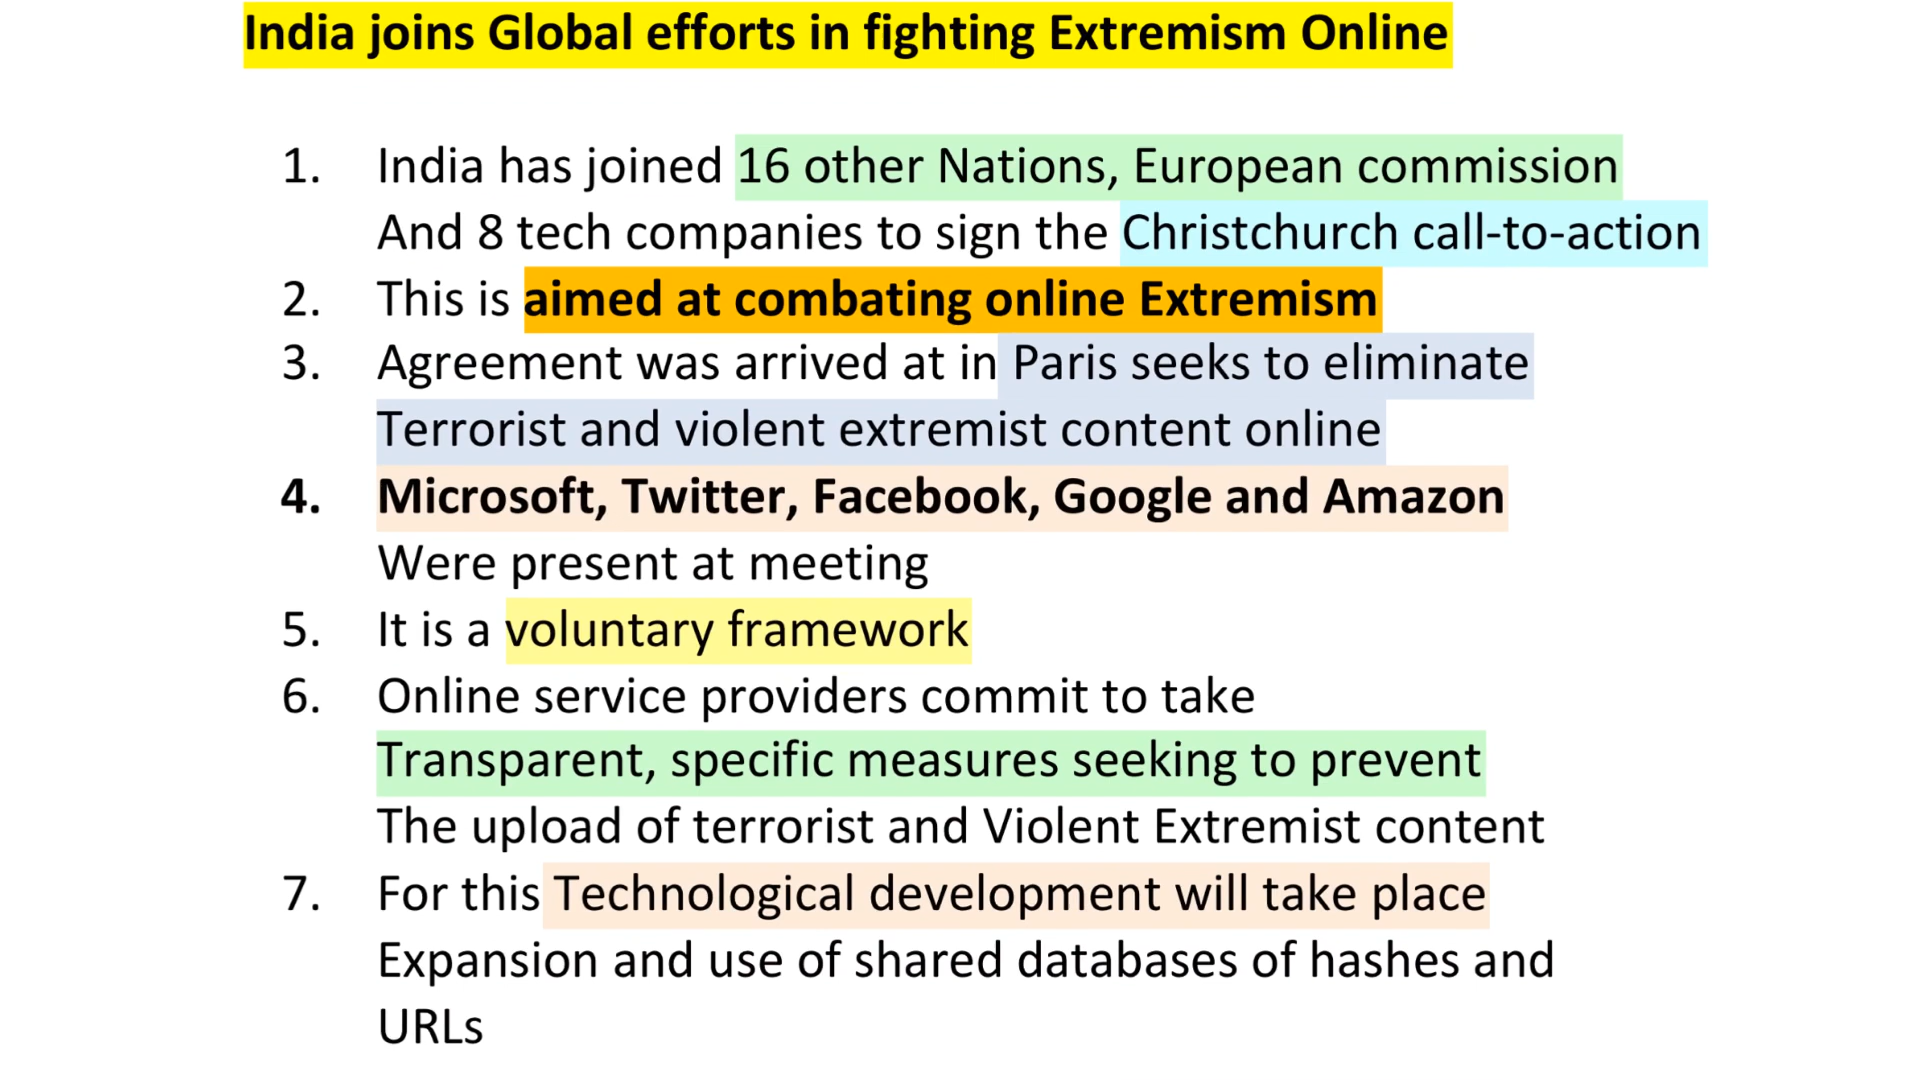 India joins Global efforts in fighting Extremism Online
1. India has joined 16 other Nations, European commission
And 8 tech companies to sign the Christchurch call-to-action
2. This is aimed at combating online Extremism
3. Agreement was arrived at in Paris seeks to eliminate
Terrorist and violent extremist content online
4. Microsoft, Twitter, Facebook, Google and Amazon
Were present at meeting
5. It is a voluntary framework
6. Online service providers commit to take
Transparent, specific measures seeking to prevent
The upload of terrorist and Violent Extremist content
7. For this Technological development will take place
Expansion and use of shared databases of hashes and
URLs